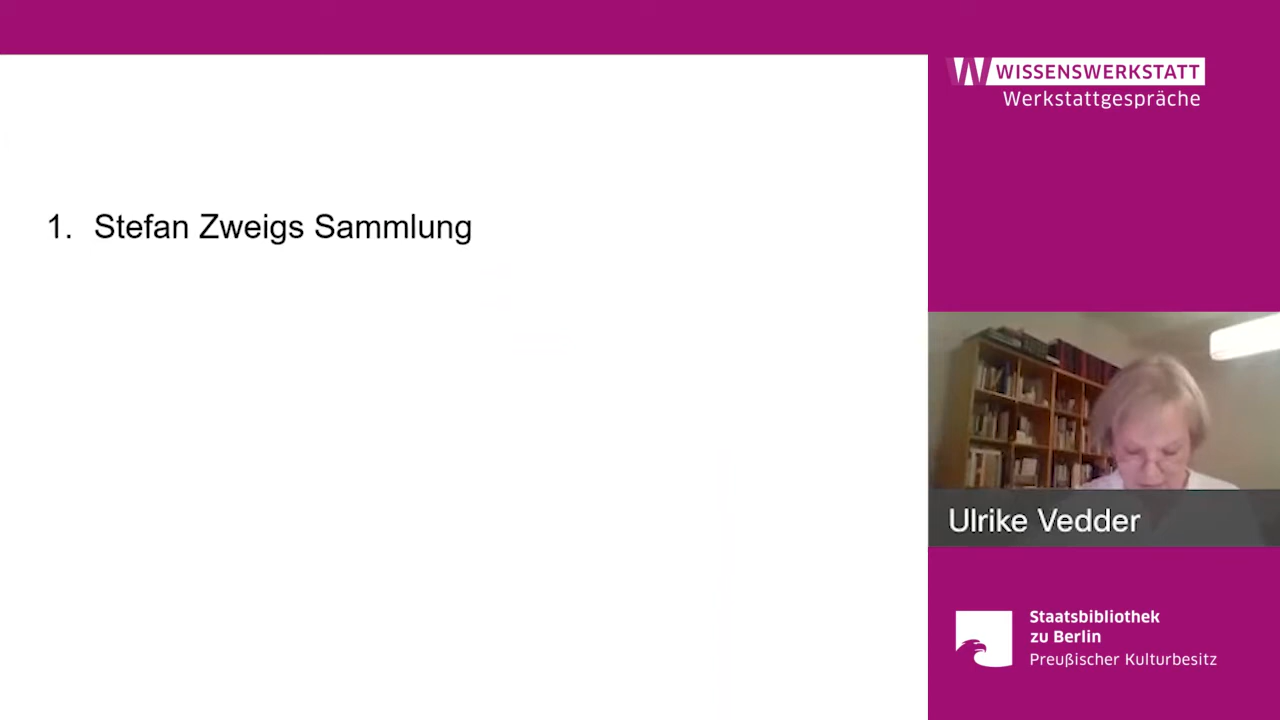 WISSENSWERKSTATT
Werkstattgespräche
1. Stefan Zweigs Sammlung
Ulrike Vedder
Staatsbibliothek
zu Berlin
Preußischer Kulturbesitz